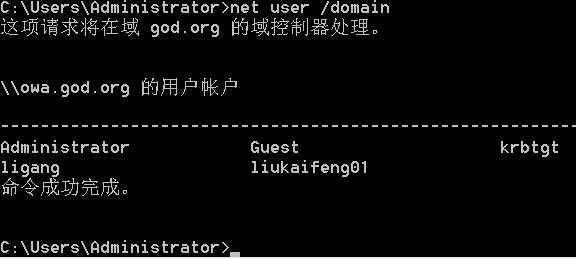 C:\Users\Administrator>net user /domain
这项请求将在域 god.org 的域控制器处理。
\\owa.god.org 的用户帐户
-------------------------------------------------------------------------------
Administrator Guest krbtgt
ligang liukaifeng01
命令成功完成。
C:\Users\Administrator>_